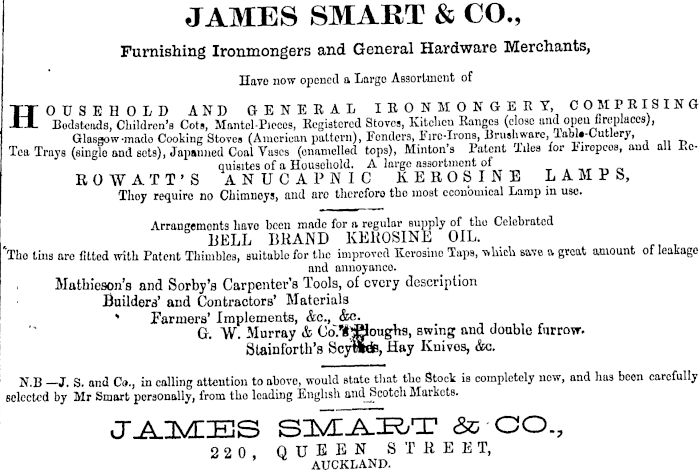 JAMES SMART & CO.,
Furnishing Ironmongers and General Hardware Merchants,
Have now opened a Large Assortment of
HOUSEHOLD AND GENERAL IRONMONGERY, COMPRISING
Bedsteads, Children's Cots, Mantel-Pieces, Registered Stoves, Kitchen Ranges (close and open fireplaces),
Glasgow-made Cooking Stoves (American pattern), Fenders, Fire-Irons, Brushware, Table-Cutlery,
Tea Trays (single and sets), Japanned Coal Vases (enamelled tops), Minton's Patent Tiles for Firepces, and all Re-
quisites of a Household. A large assortment of
ROWATT'S ANUCAPNIC KEROSINE LAMPS,
They require no Chimneys, and are therefore the most economical Lamp in use.
Arrangements have been made for a regular supply of the Celebrated
BELL BRAND KEROSINE OIL.
The tins are fitted with Patent Thimbles, suitable for the improved Kerosine Taps, which save a great amount of leakage
and annoyance.
Mathieson's and Sorby's Carpenter's Tools, of every description
Builders' and Contractors' Materials
Farmers' Implements, &c., &c.
G. W. Murray & Co.'s Ploughs, swing and double furrow.
Stainforth's Scythes, Hay Knives, &c.
N.B —J. S. and Co., in calling attention to above, would state that the Stock is completely new, and has been carefully
selected by Mr Smart personally, from the leading English and Scotch Markets.
JAMES SMART & CO.,
220, QUEEN STREET,
AUCKLAND.